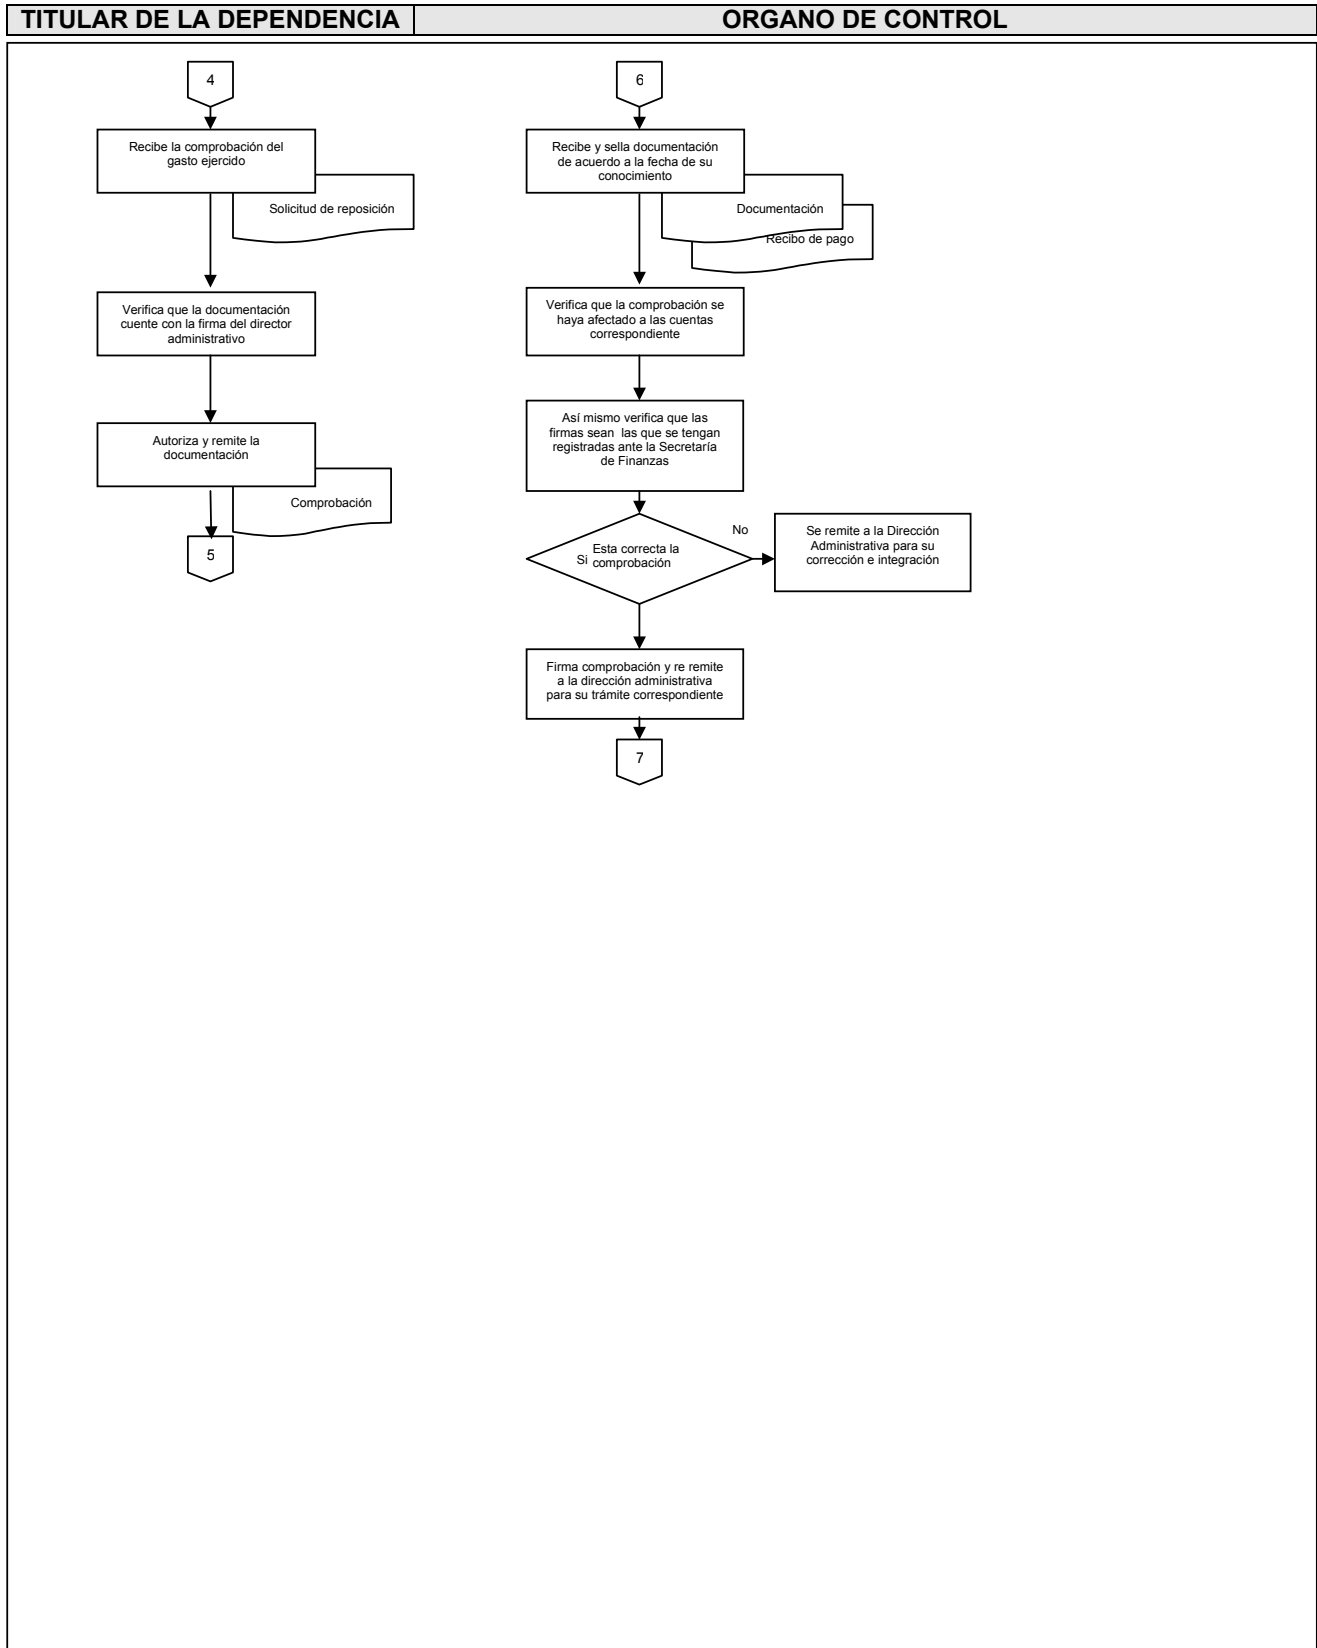 TITULAR DE LA DEPENDENCIA
ORGANO DE CONTROL
4
Recibe la comprobación del
gasto ejercido
Solicitud de reposición
Verifica que la documentación
cuente con la firma del director
administrativo
Autoriza y remite la
documentación
Comprobación
5
6
Recibe y sella documentación
de acuerdo a la fecha de su
conocimiento
Documentación
Recibo de pago
Verifica que la comprobación se
haya afectado a las cuentas
correspondiente
Así mismo verifica que las
firmas sean las que se tengan
registradas ante la Secretaría
de Finanzas
Esta correcta la
Si comprobación
No
Se remite a la Dirección
Administrativa para su
corrección e integración
Firma comprobación y re remite
a la dirección administrativa
para su trámite correspondiente
7